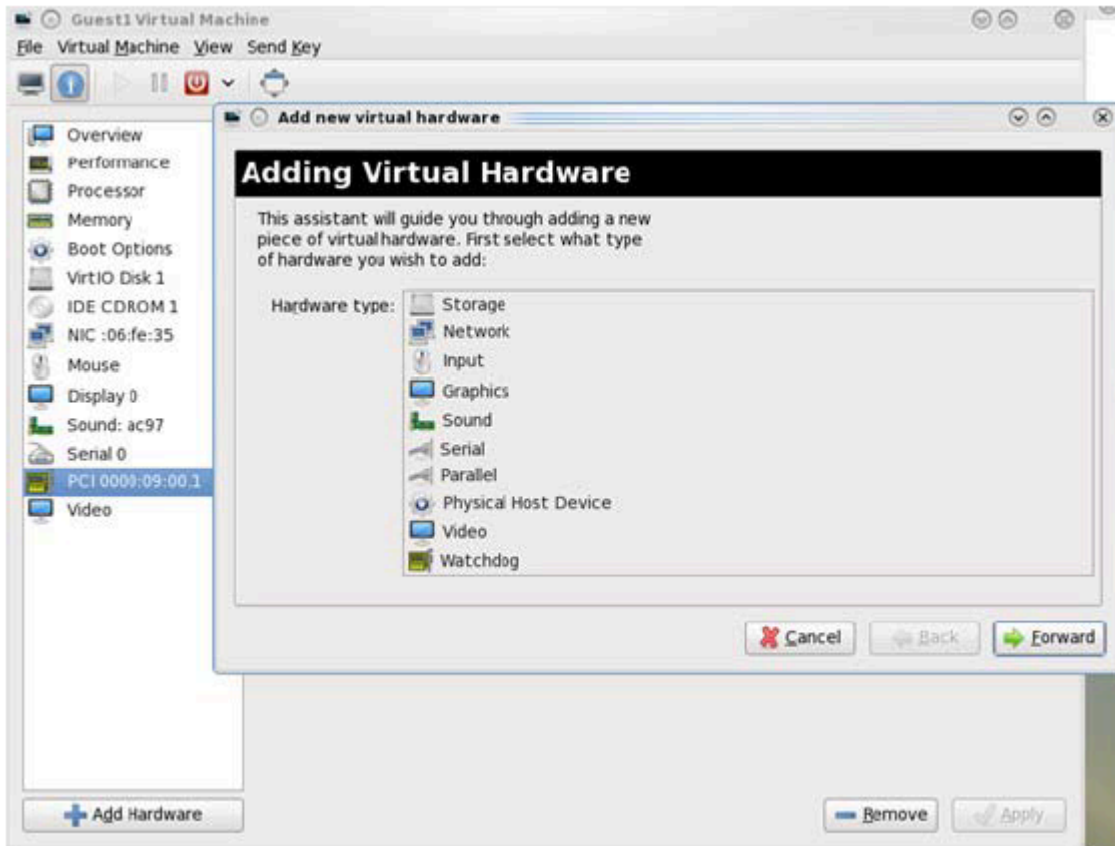 Guest1 Virtual Machine
File Virtual Machine View Send Key
Overview
Performance
Processor
Memory
Boot Options
VirtIO Disk 1
IDE CDROM 1
NIC :06:fe:35
Mouse
Display 0
Sound: ac97
Serial 0
PCI 0000:09:00.1
Video
Add Hardware
Add new virtual hardware
Adding Virtual Hardware
This assistant will guide you through adding a new
piece of virtual hardware. First select what type
of hardware you wish to add:
Hardware type:
Storage
Network
Input
Graphics
Sound
Serial
Parallel
Physical Host Device
Video
Watchdog
Cancel
Back
Forward
Remove
Apply